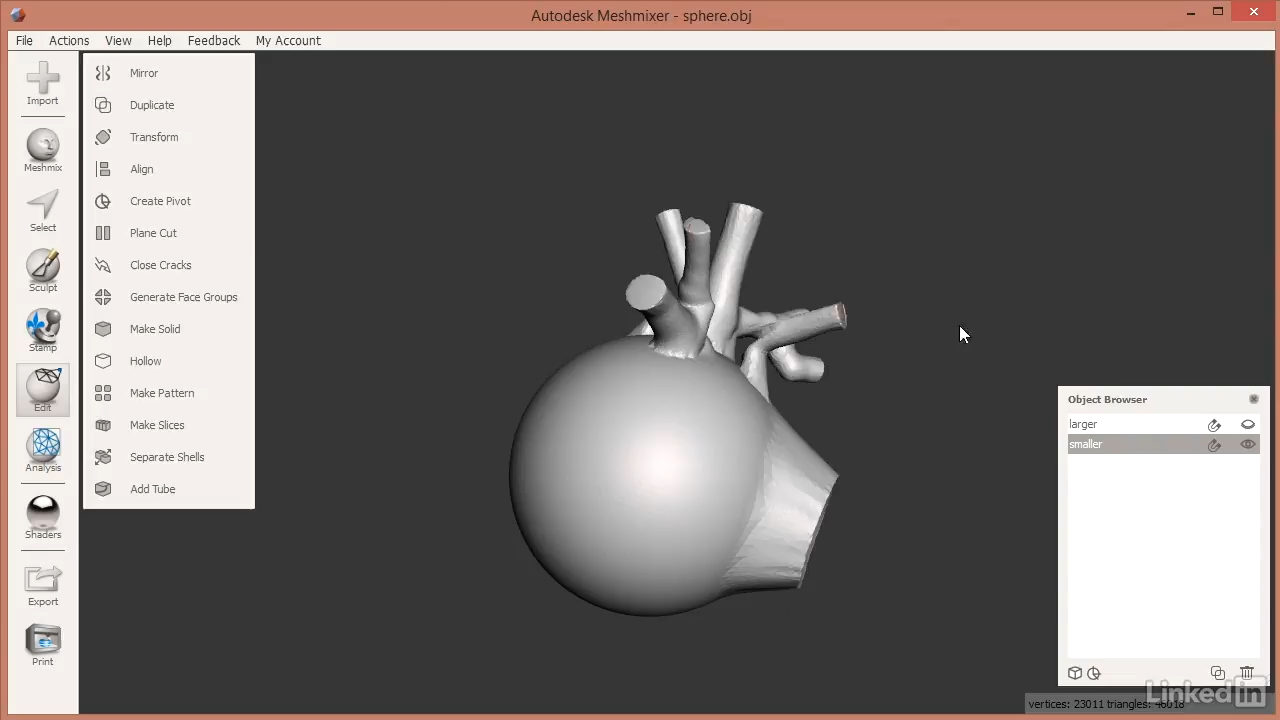 Autodesk Meshmixer - sphere.obj
File Actions View Help Feedback My Account
Import
Meshmix
Select
Sculpt
Stamp
Edit
Analysis
Shaders
Export
Print
Mirror
Duplicate
Transform
Align
Create Pivot
Plane Cut
Close Cracks
Generate Face Groups
Make Solid
Hollow
Make Pattern
Make Slices
Separate Shells
Add Tube
Object Browser
larger
smaller
vertices: 23011 triangles: 46018
LinkedIn